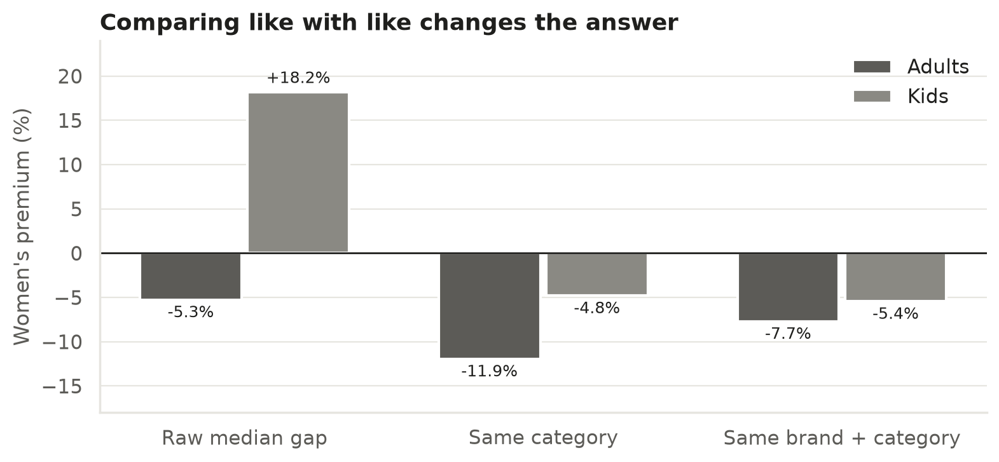 Comparing like with like changes the answer
Women's premium (%)
20
15
10
5
0
−5
−10
−15
Adults
Kids
+18.2%
-5.3%
-11.9%
-4.8%
-7.7%
-5.4%
Raw median gap
Same category
Same brand + category